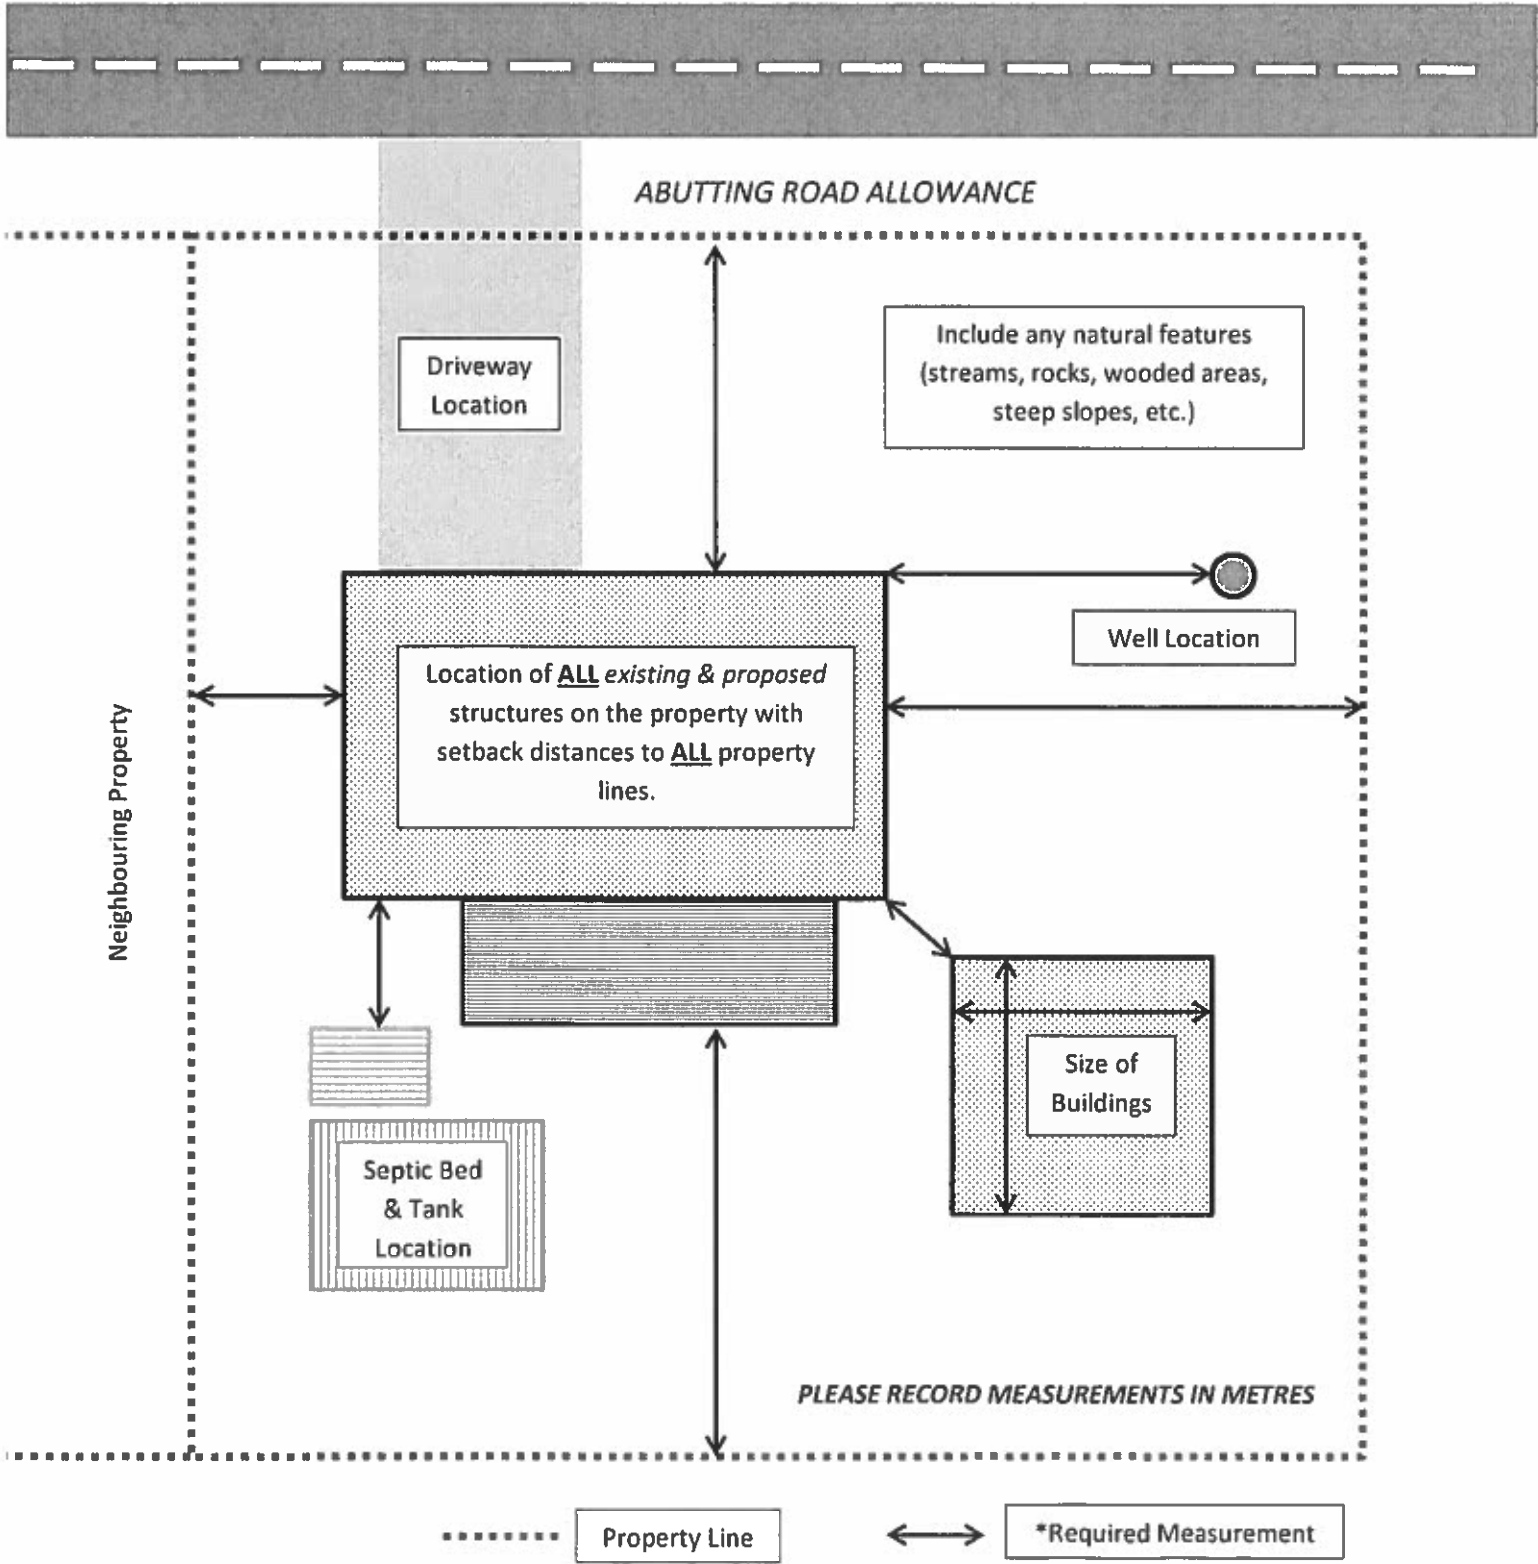 ABUTTING ROAD ALLOWANCE
Driveway
Location
Include any natural features
(streams, rocks, wooded areas,
steep slopes, etc.)
Well Location
Location of ALL existing & proposed
structures on the property with
setback distances to ALL property
lines.
Neighbouring Property
Size of
Buildings
Septic Bed
& Tank
Location
PLEASE RECORD MEASUREMENTS IN METRES
Property Line
*Required Measurement